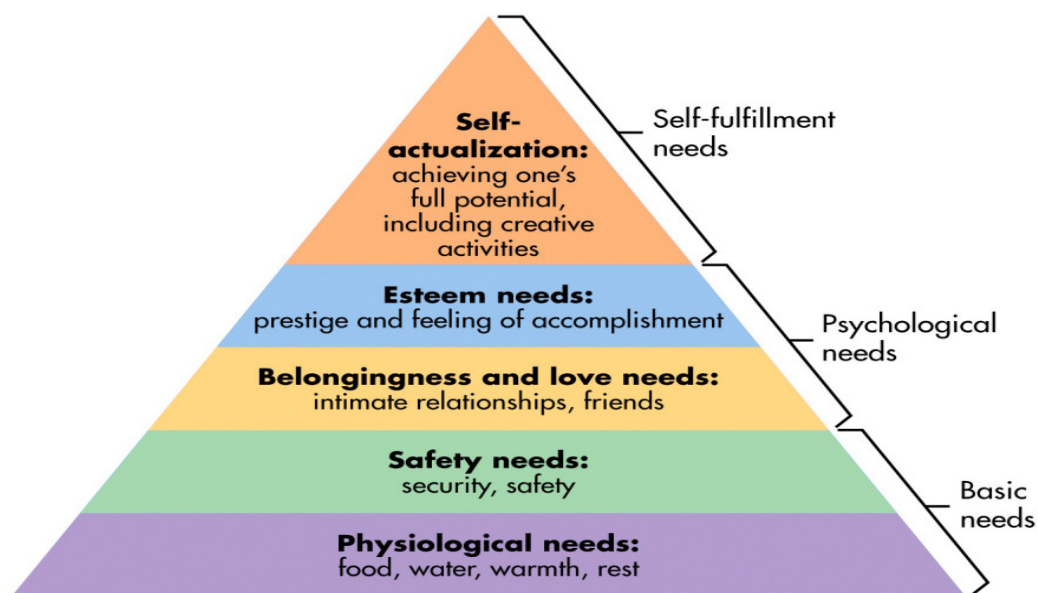 Self-
actualization:
achieving one's
full potential,
including creative
activities
Self-fulfillment
needs
Esteem needs:
prestige and feeling of accomplishment
Psychological
needs
Belongingness and love needs:
intimate relationships, friends
Safety needs:
security, safety
Basic
needs
Physiological needs:
food, water, warmth, rest